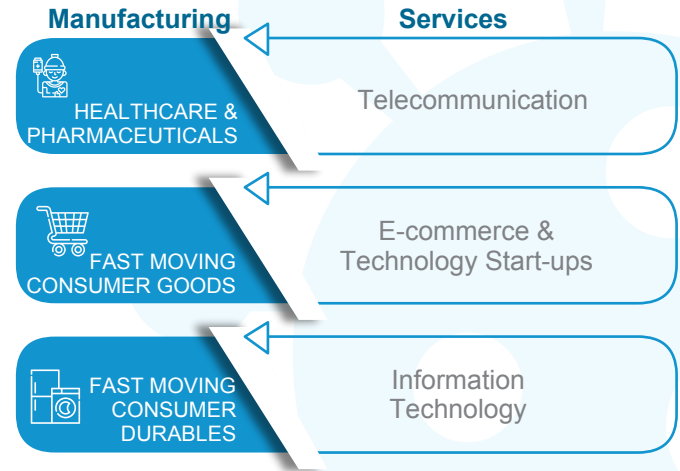 Manufacturing
Services
HEALTHCARE &
PHARMACEUTICALS
Telecommunication
FAST MOVING
CONSUMER GOODS
E-commerce &
Technology Start-ups
FAST MOVING
CONSUMER
DURABLES
Information
Technology